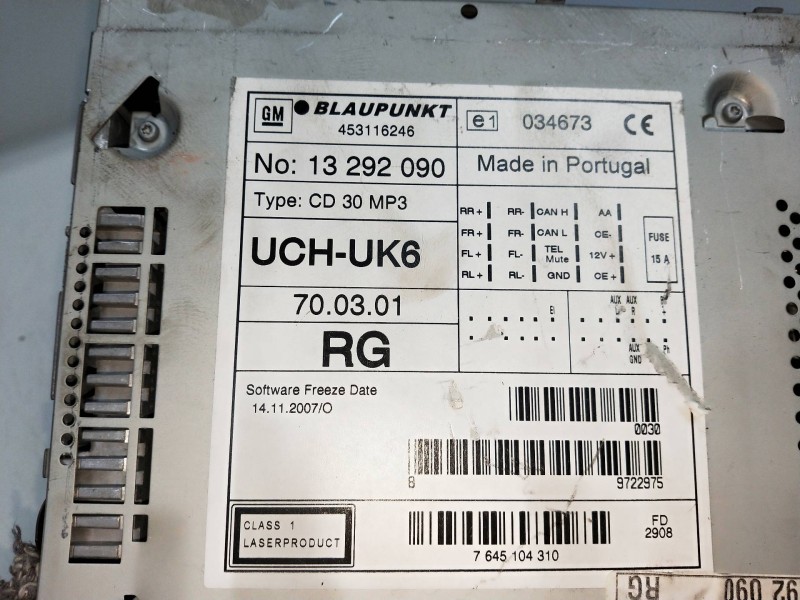 GM BLAUPUNKT
453116246
e1 034673 CE
No: 13 292 090
Made in Portugal
Type: CD 30 MP3
UCH-UK6
70.03.01
RG
RR+ RR- CAN H AA
FR+ FR- CAN L CE-
FL+ FL- TEL Mute 12V+
RL+ RL- GND CE+
FUSE
15 A
AUX AUX
R
AUX
GND
Software Freeze Date
14.11.2007/O
0030
8 9722975
CLASS 1
LASERPRODUCT
7 645 104 310
FD
2908
92 090
RG